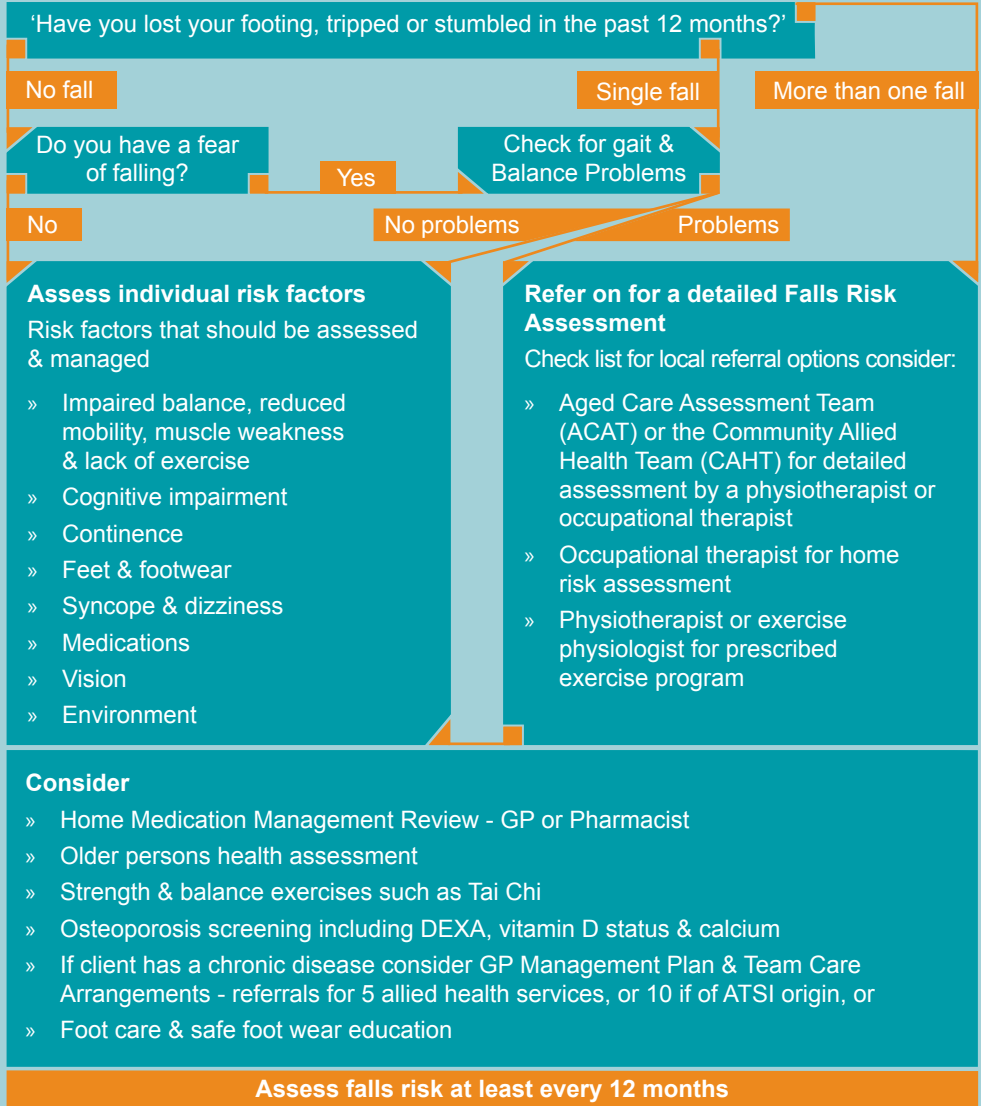 'Have you lost your footing, tripped or stumbled in the past 12 months?'
No fall
Single fall
More than one fall
Do you have a fear
of falling?
Yes
Check for gait &
Balance Problems
No
No problems
Problems
Assess individual risk factors
Risk factors that should be assessed
& managed
» Impaired balance, reduced
mobility, muscle weakness
& lack of exercise
» Cognitive impairment
» Continence
» Feet & footwear
» Syncope & dizziness
» Medications
» Vision
» Environment
Refer on for a detailed Falls Risk
Assessment
Check list for local referral options consider:
» Aged Care Assessment Team
(ACAT) or the Community Allied
Health Team (CAHT) for detailed
assessment by a physiotherapist or
occupational therapist
» Occupational therapist for home
risk assessment
» Physiotherapist or exercise
physiologist for prescribed
exercise program
Consider
» Home Medication Management Review - GP or Pharmacist
» Older persons health assessment
» Strength & balance exercises such as Tai Chi
» Osteoporosis screening including DEXA, vitamin D status & calcium
» If client has a chronic disease consider GP Management Plan & Team Care
Arrangements - referrals for 5 allied health services, or 10 if of ATSI origin, or
» Foot care & safe foot wear education
Assess falls risk at least every 12 months